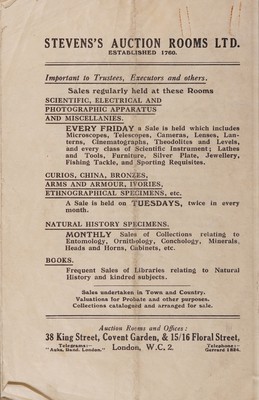 STEVENS'S AUCTION ROOMS LTD.
ESTABLISHED 1760.
Important to Trustees, Executors and others.
Sales regularly held at these Rooms
SCIENTIFIC, ELECTRICAL AND
PHOTOGRAPHIC APPARATUS
AND MISCELLANIES.
EVERY FRIDAY a Sale is held which includes
Microscopes, Telescopes, Cameras, Lenses, Lan-
terns, Cinematographs, Theodolites and Levels,
and every class of Scientific Instrument; Lathes
and Tools, Furniture, Silver Plate, Jewellery,
Fishing Tackle, and Sporting Requisites.
CURIOS, CHINA, BRONZES,
ARMS AND ARMOUR, IVORIES,
ETHNOGRAPHICAL SPECIMENS, etc.
A Sale is held on TUESDAYS, twice in every
month.
NATURAL HISTORY SPECIMENS.
MONTHLY Sales of Collections relating to
Entomology, Ornithology, Conchology, Minerals,
Heads and Horns, Cabinets, etc.
BOOKS.
Frequent Sales of Libraries relating to Natural
History and kindred subjects.
Sales undertaken in Town and Country.
Valuations for Probate and other purposes.
Collections catalogued and arranged for sale.
Auction Rooms and Offices:
38 King Street, Covent Garden, & 15/16 Floral Street,
Telegrams:— London, W.C. 2. Telephone:—
"Auks, Rand, London." Gerrard 1824.